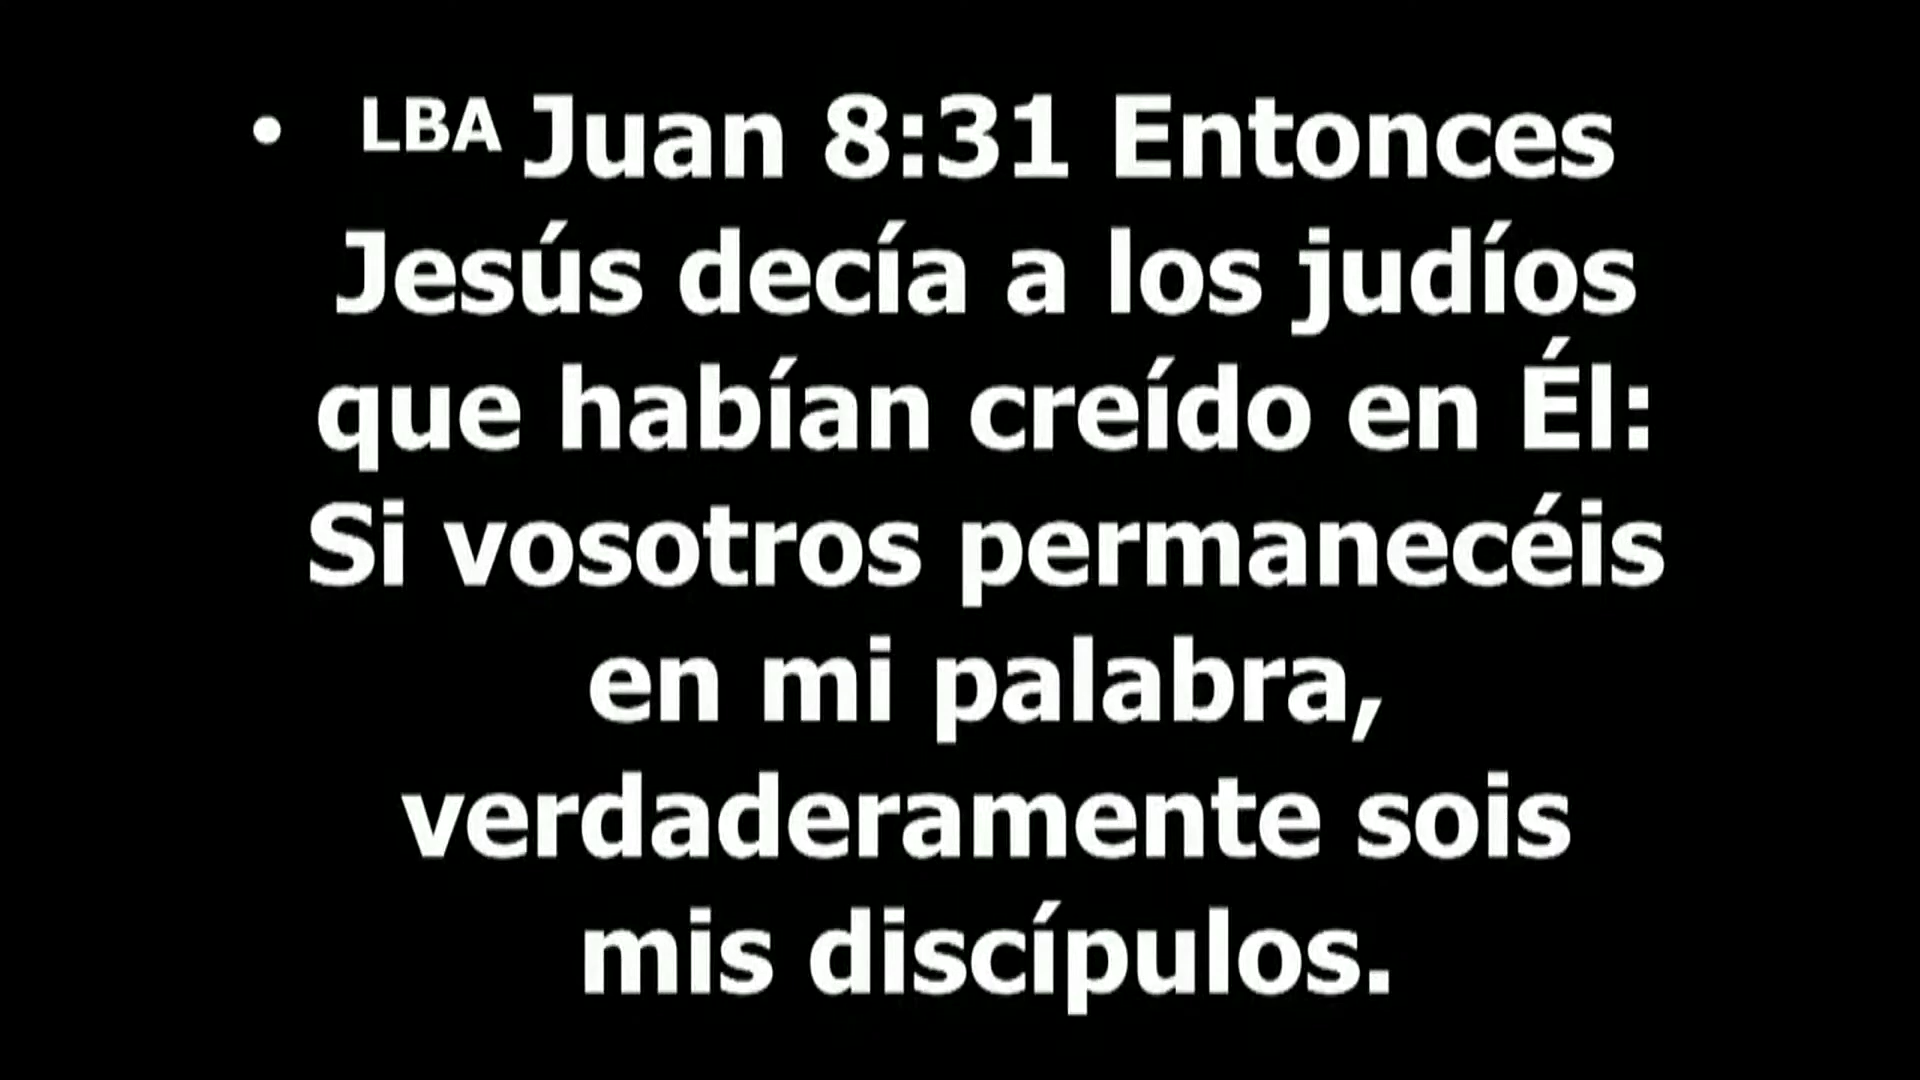 • LBA Juan 8:31 Entonces
Jesús decía a los judíos
que habían creído en Él:
Si vosotros permanecéis
en mi palabra,
verdaderamente sois
mis discípulos.